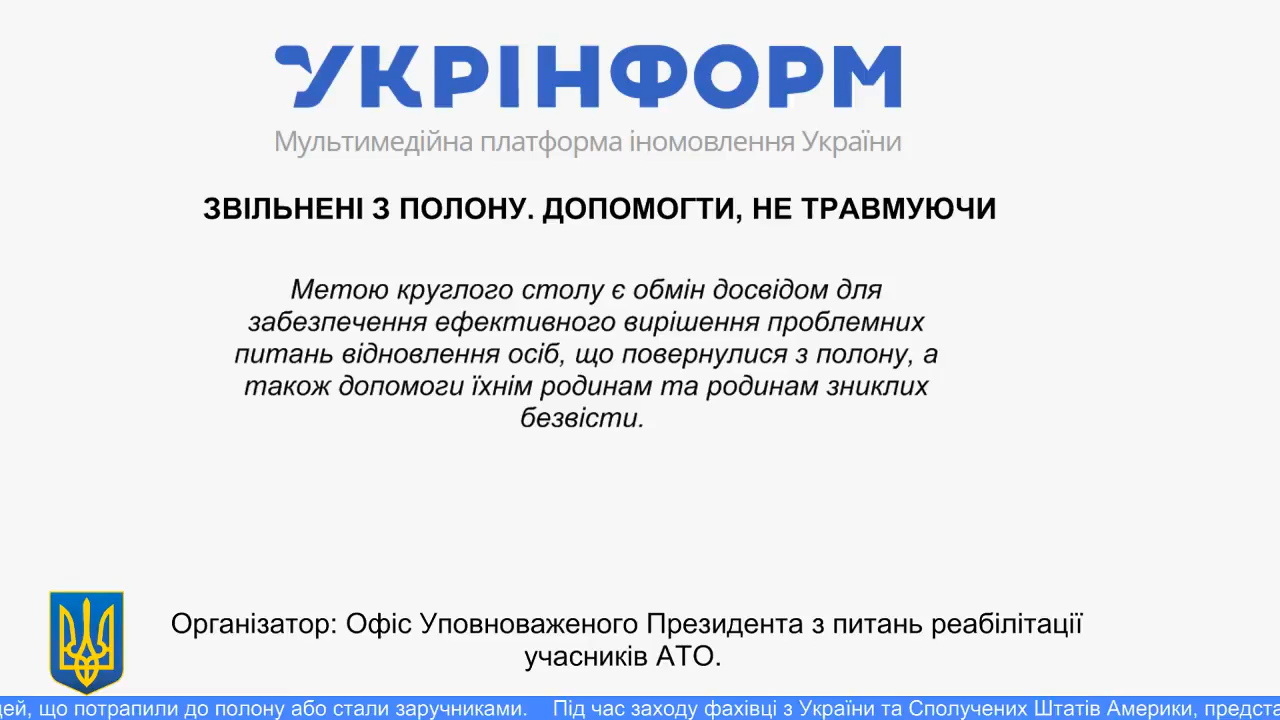 УКРІНФОРМ
Мультимедійна платформа іномовлення України
ЗВІЛЬНЕНІ З ПОЛОНУ. ДОПОМОГТИ, НЕ ТРАВМУЮЧИ
Метою круглого столу є обмін досвідом для
забезпечення ефективного вирішення проблемних
питань відновлення осіб, що повернулися з полону, а
також допомоги їхнім родинам та родинам зниклих
безвісти.
Організатор: Офіс Уповноваженого Президента з питань реабілітації
учасників АТО.
що потрапили до полону або стали заручниками. Під час заходу фахівці з України та Сполучених Штатів Америки,